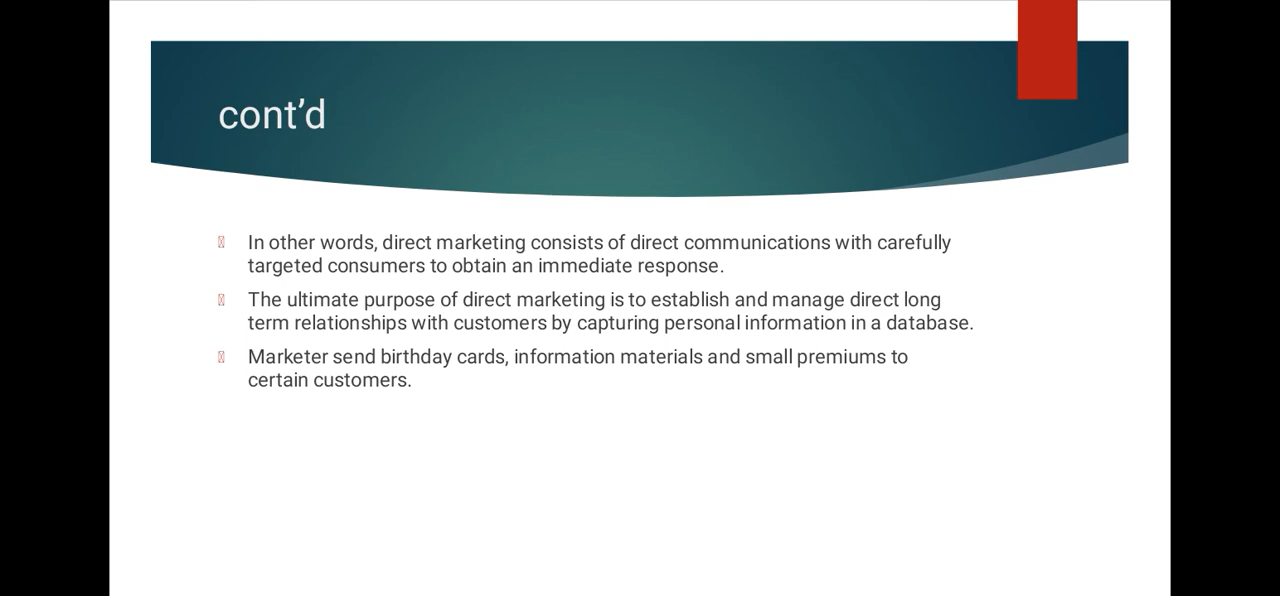 cont’d
In other words, direct marketing consists of direct communications with carefully
targeted consumers to obtain an immediate response.
The ultimate purpose of direct marketing is to establish and manage direct long
term relationships with customers by capturing personal information in a database.
Marketer send birthday cards, information materials and small premiums to
certain customers.